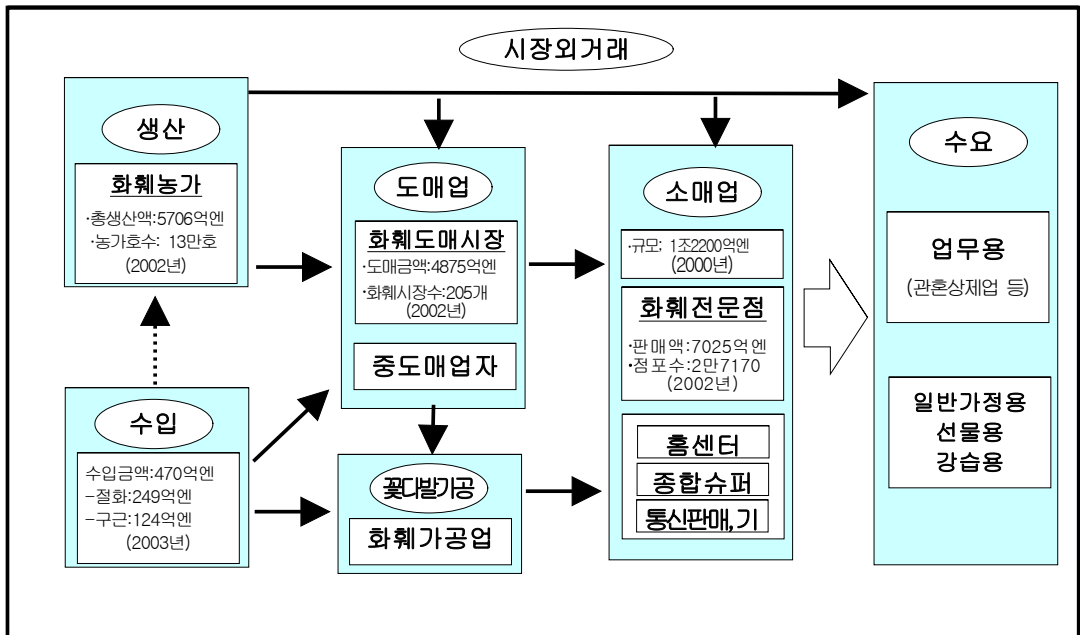 시장외거래
생산
화훼농가
·총생산액:5706억엔
·농가호수: 13만호
(2002년)
수입
수입금액:470억엔
-절화:249억엔
-구근:124억엔
(2003년)
도매업
화훼도매시장
·도매금액:4875억엔
·화훼시장수:205개
(2002년)
중도매업자
꽃다발가공
화훼가공업
소매업
·규모: 1조2200억엔
(2000년)
화훼전문점
·판매액:7025억엔
·점포수:2만7170
(2002년)
홈센터
종합슈퍼
통신판매,기
수요
업무용
(관혼상제업 등)
일반가정용
선물용
강습용